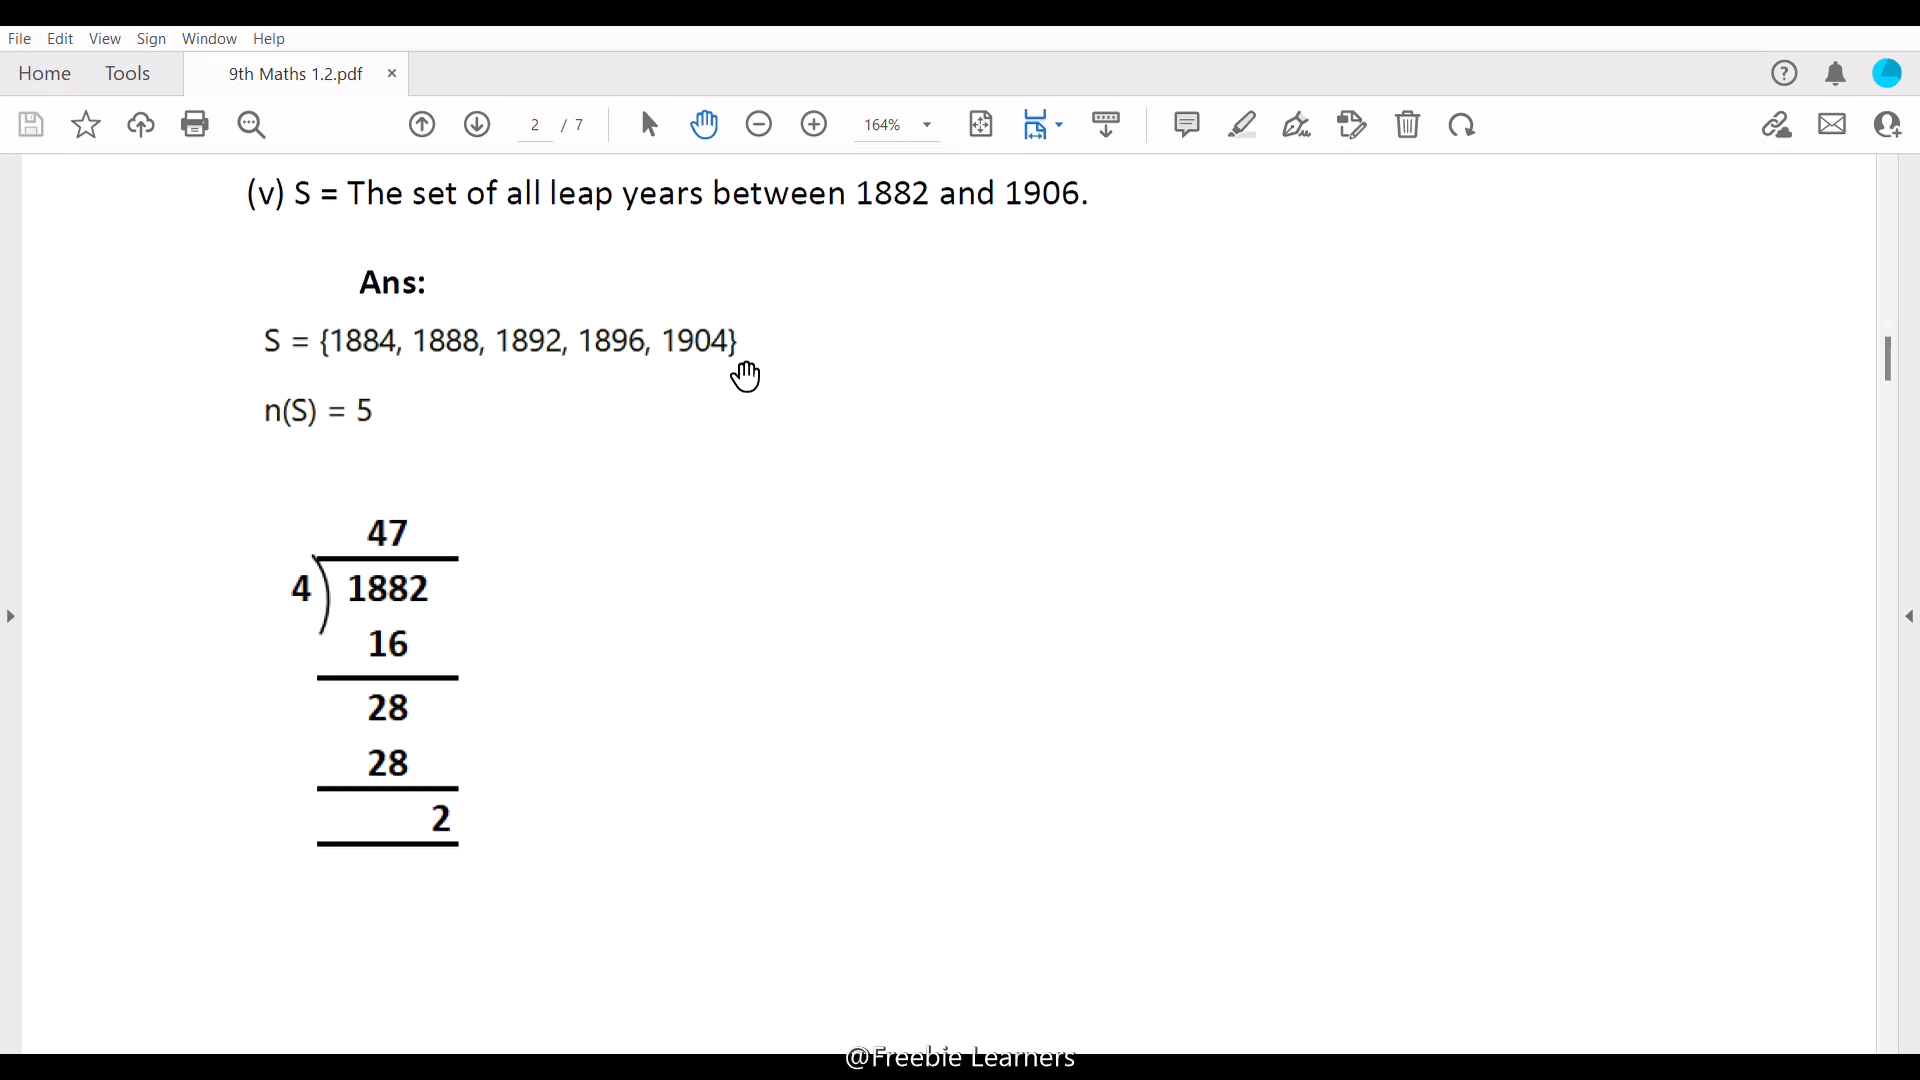 File Edit View Sign Window Help
Home Tools 9th Maths 1.2.pdf ×
2 / 7 164%
(v) S = The set of all leap years between 1882 and 1906.
Ans:
S = {1884, 1888, 1892, 1896, 1904}
n(S) = 5
47
4 ) 1882
16
28
28
2
@Freebie Learners